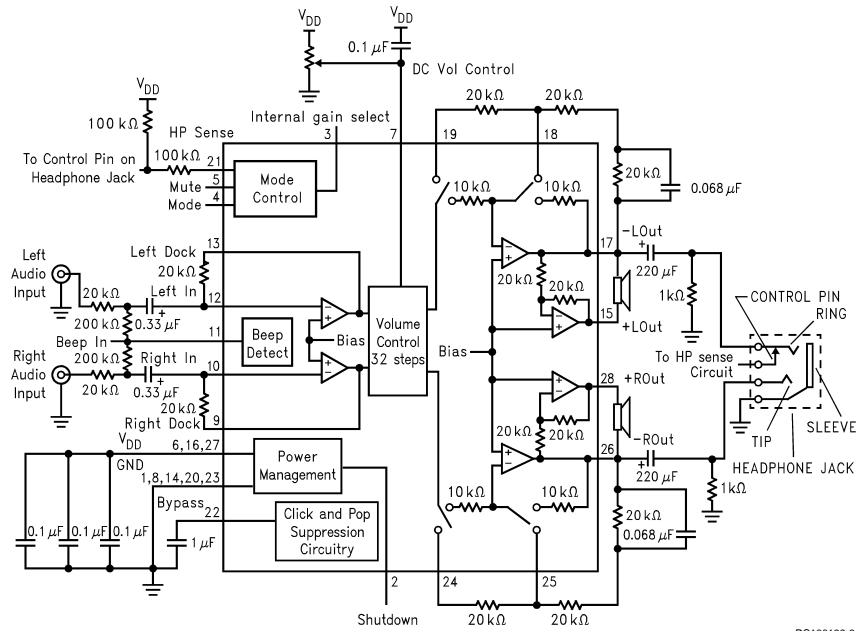 V_DD
V_DD
0.1 µF
DC Vol Control
V_DD
100 kΩ
HP Sense
Internal gain select
3
7
19
18
20 kΩ
20 kΩ
To Control Pin on
Headphone Jack
100 kΩ
21
Mute
5
Mode
4
Mode
Control
10 kΩ
10 kΩ
20 kΩ
0.068 µF
Left
Audio
Input
Left Dock
13
20 kΩ
Left In
12
20 kΩ
0.33 µF
+
200 kΩ
Beep In
11
200 kΩ
Right In
10
Right
Audio
Input
20 kΩ
0.33 µF
+
20 kΩ
9
Right Dock
Beep
Detect
−
+
Bias
+
−
Volume
Control
32 steps
−
+
17
−LOut
+
220 µF
20 kΩ
20 kΩ
−
+
15
+LOut
1kΩ
Bias
CONTROL PIN
RING
To HP sense
Circuit
SLEEVE
TIP
HEADPHONE JACK
+
−
28
+ROut
20 kΩ
20 kΩ
+
−
26
−ROut
+
220 µF
1kΩ
V_DD
6,16,27
GND
1,8,14,20,23
Power
Management
Bypass
22
Click and Pop
Suppression
Circuitry
0.1 µF
0.1 µF
0.1 µF
1 µF
10 kΩ
10 kΩ
20 kΩ
0.068 µF
2
24
25
Shutdown
20 kΩ
20 kΩ